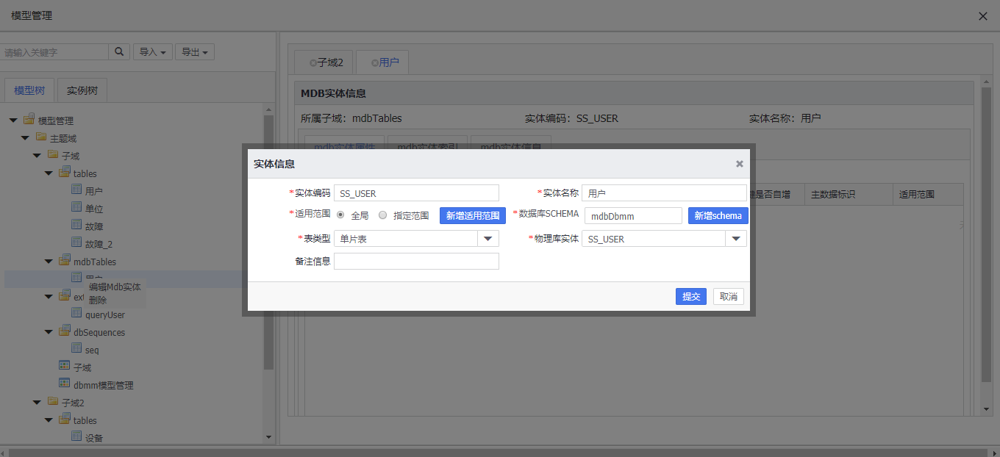 模型管理
请输入关键字
导入
导出
模型树
实例树
模型管理
主题域
子域
tables
用户
单位
故障
故障_2
mdbTables
用户
编辑Mdb实体
删除
ext
queryUser
dbSequences
seq
子域
dbmm模型管理
子域2
tables
设备
子域2
用户
MDB实体信息
所属子域：mdbTables 实体编码：SS_USER 实体名称：用户
mdb实体属性 mdb实体索引 mdb实体信息
是否自增 主数据标识 适用范围
实体信息
*实体编码 SS_USER *实体名称 用户
*适用范围 全局 指定范围 新增适用范围 *数据库SCHEMA mdbDbmm 新增schema
*表类型 单片表 *物理库实体 SS_USER
备注信息
提交 取消